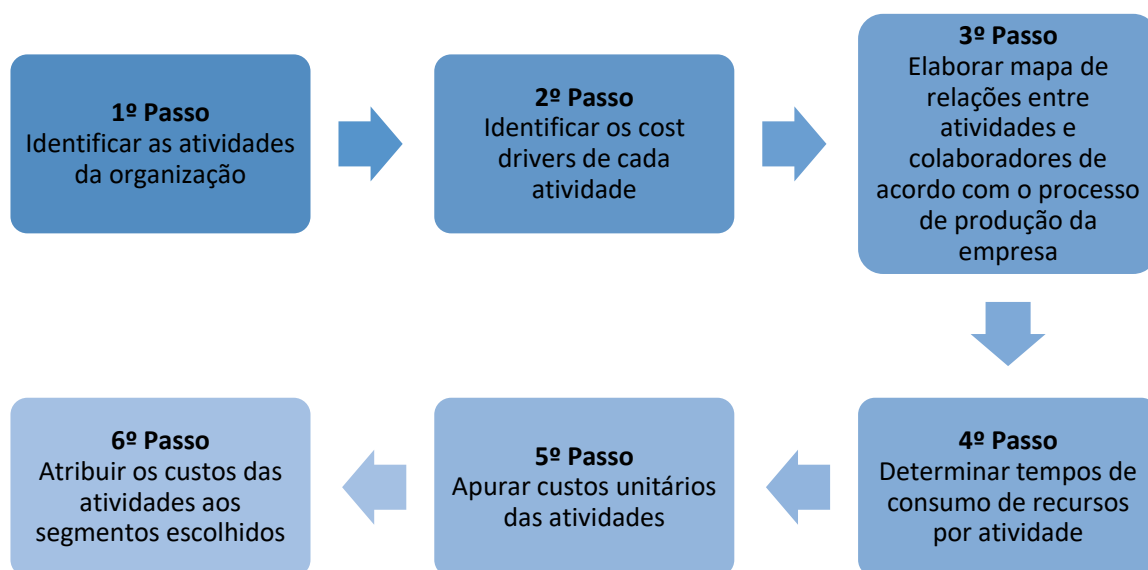 1º Passo
Identificar as atividades
da organização
2º Passo
Identificar os cost
drivers de cada
atividade
3º Passo
Elaborar mapa de
relações entre
atividades e
colaboradores de
acordo com o processo
de produção da
empresa
4º Passo
Determinar tempos de
consumo de recursos
por atividade
5º Passo
Apurar custos unitários
das atividades
6º Passo
Atribuir os custos das
atividades aos
segmentos escolhidos